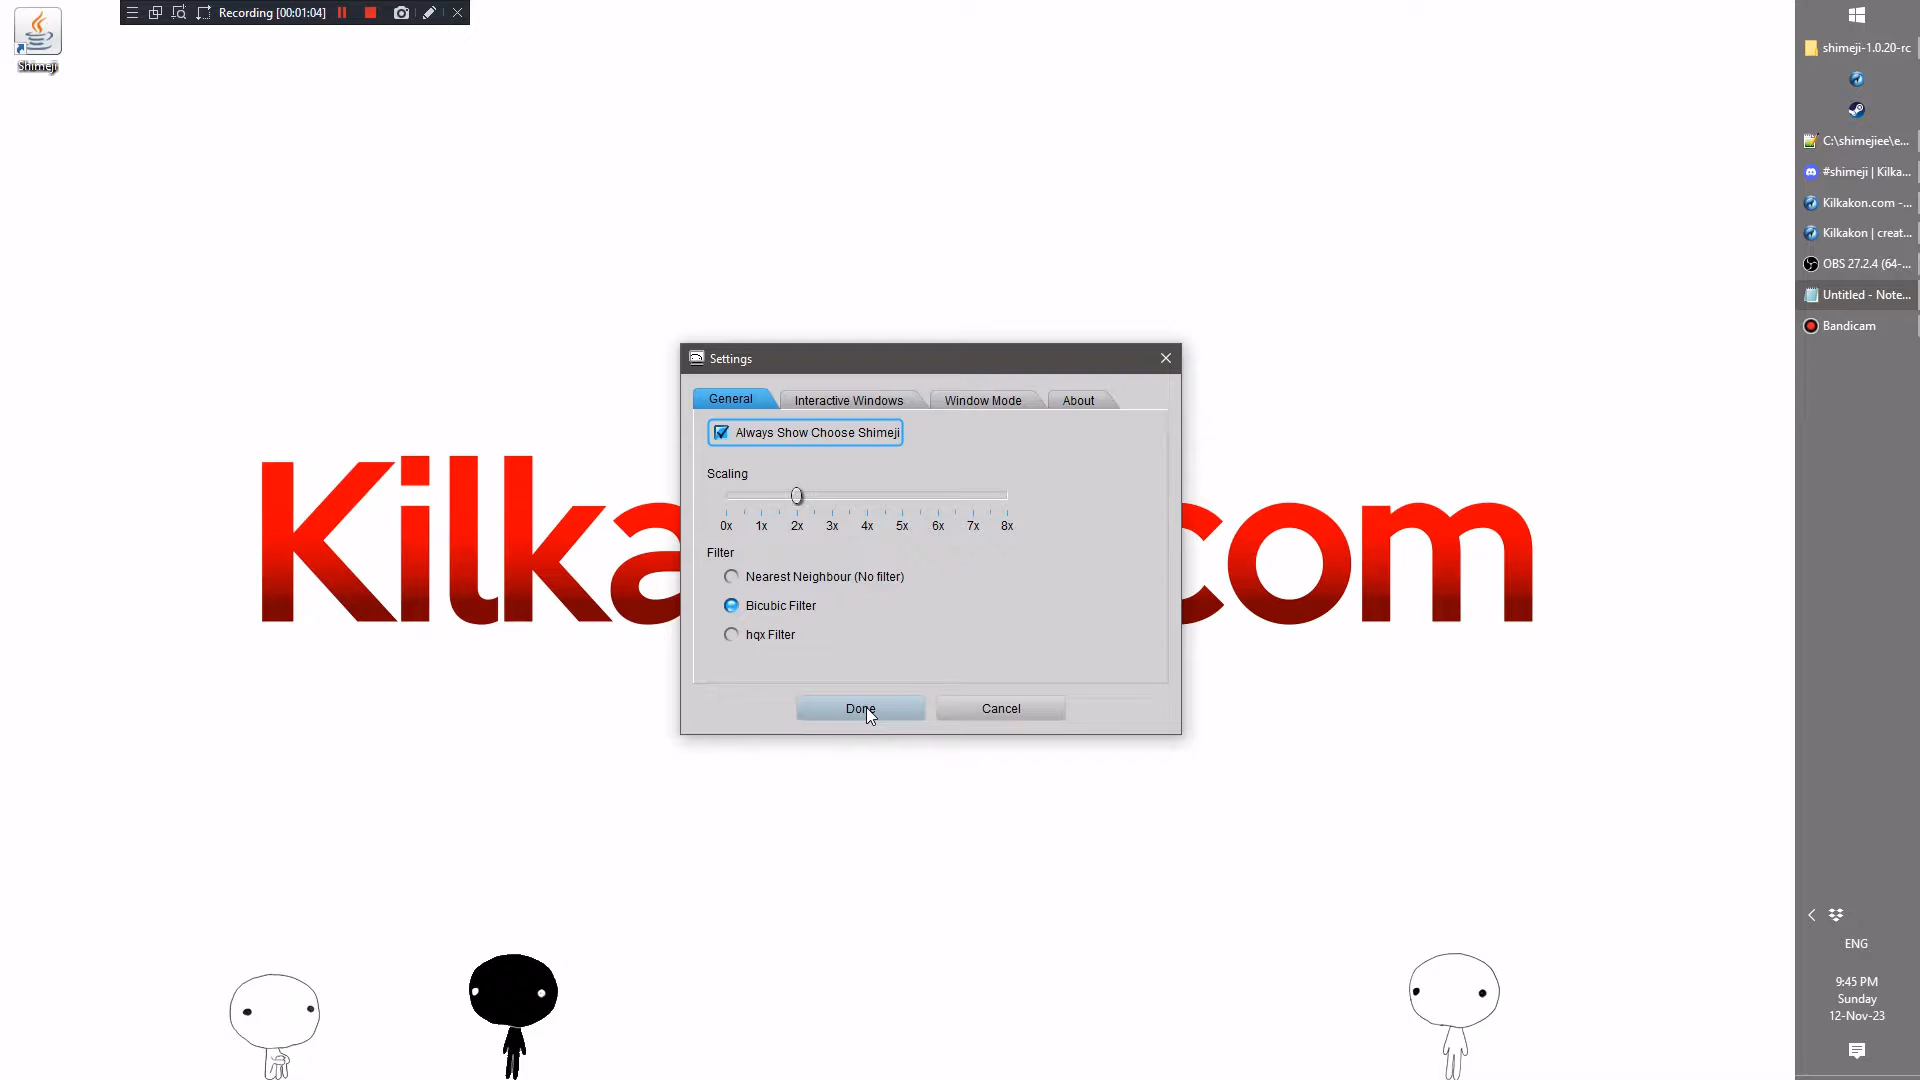 Recording [00:01:04]
Shimeji
shimeji-1.0.20-rc
C:\shimejiee\e...
#shimeji | Kilka...
Kilkakon.com -...
Kilkakon | creat...
OBS 27.2.4 (64-...
Untitled - Note...
Bandicam
Settings
General
Interactive Windows
Window Mode
About
Always Show Choose Shimeji
Scaling
0x 1x 2x 3x 4x 5x 6x 7x 8x
Filter
Nearest Neighbour (No filter)
Bicubic Filter
hqx Filter
Done
Cancel
Kilka com
ENG
9:45 PM
Sunday
12-Nov-23